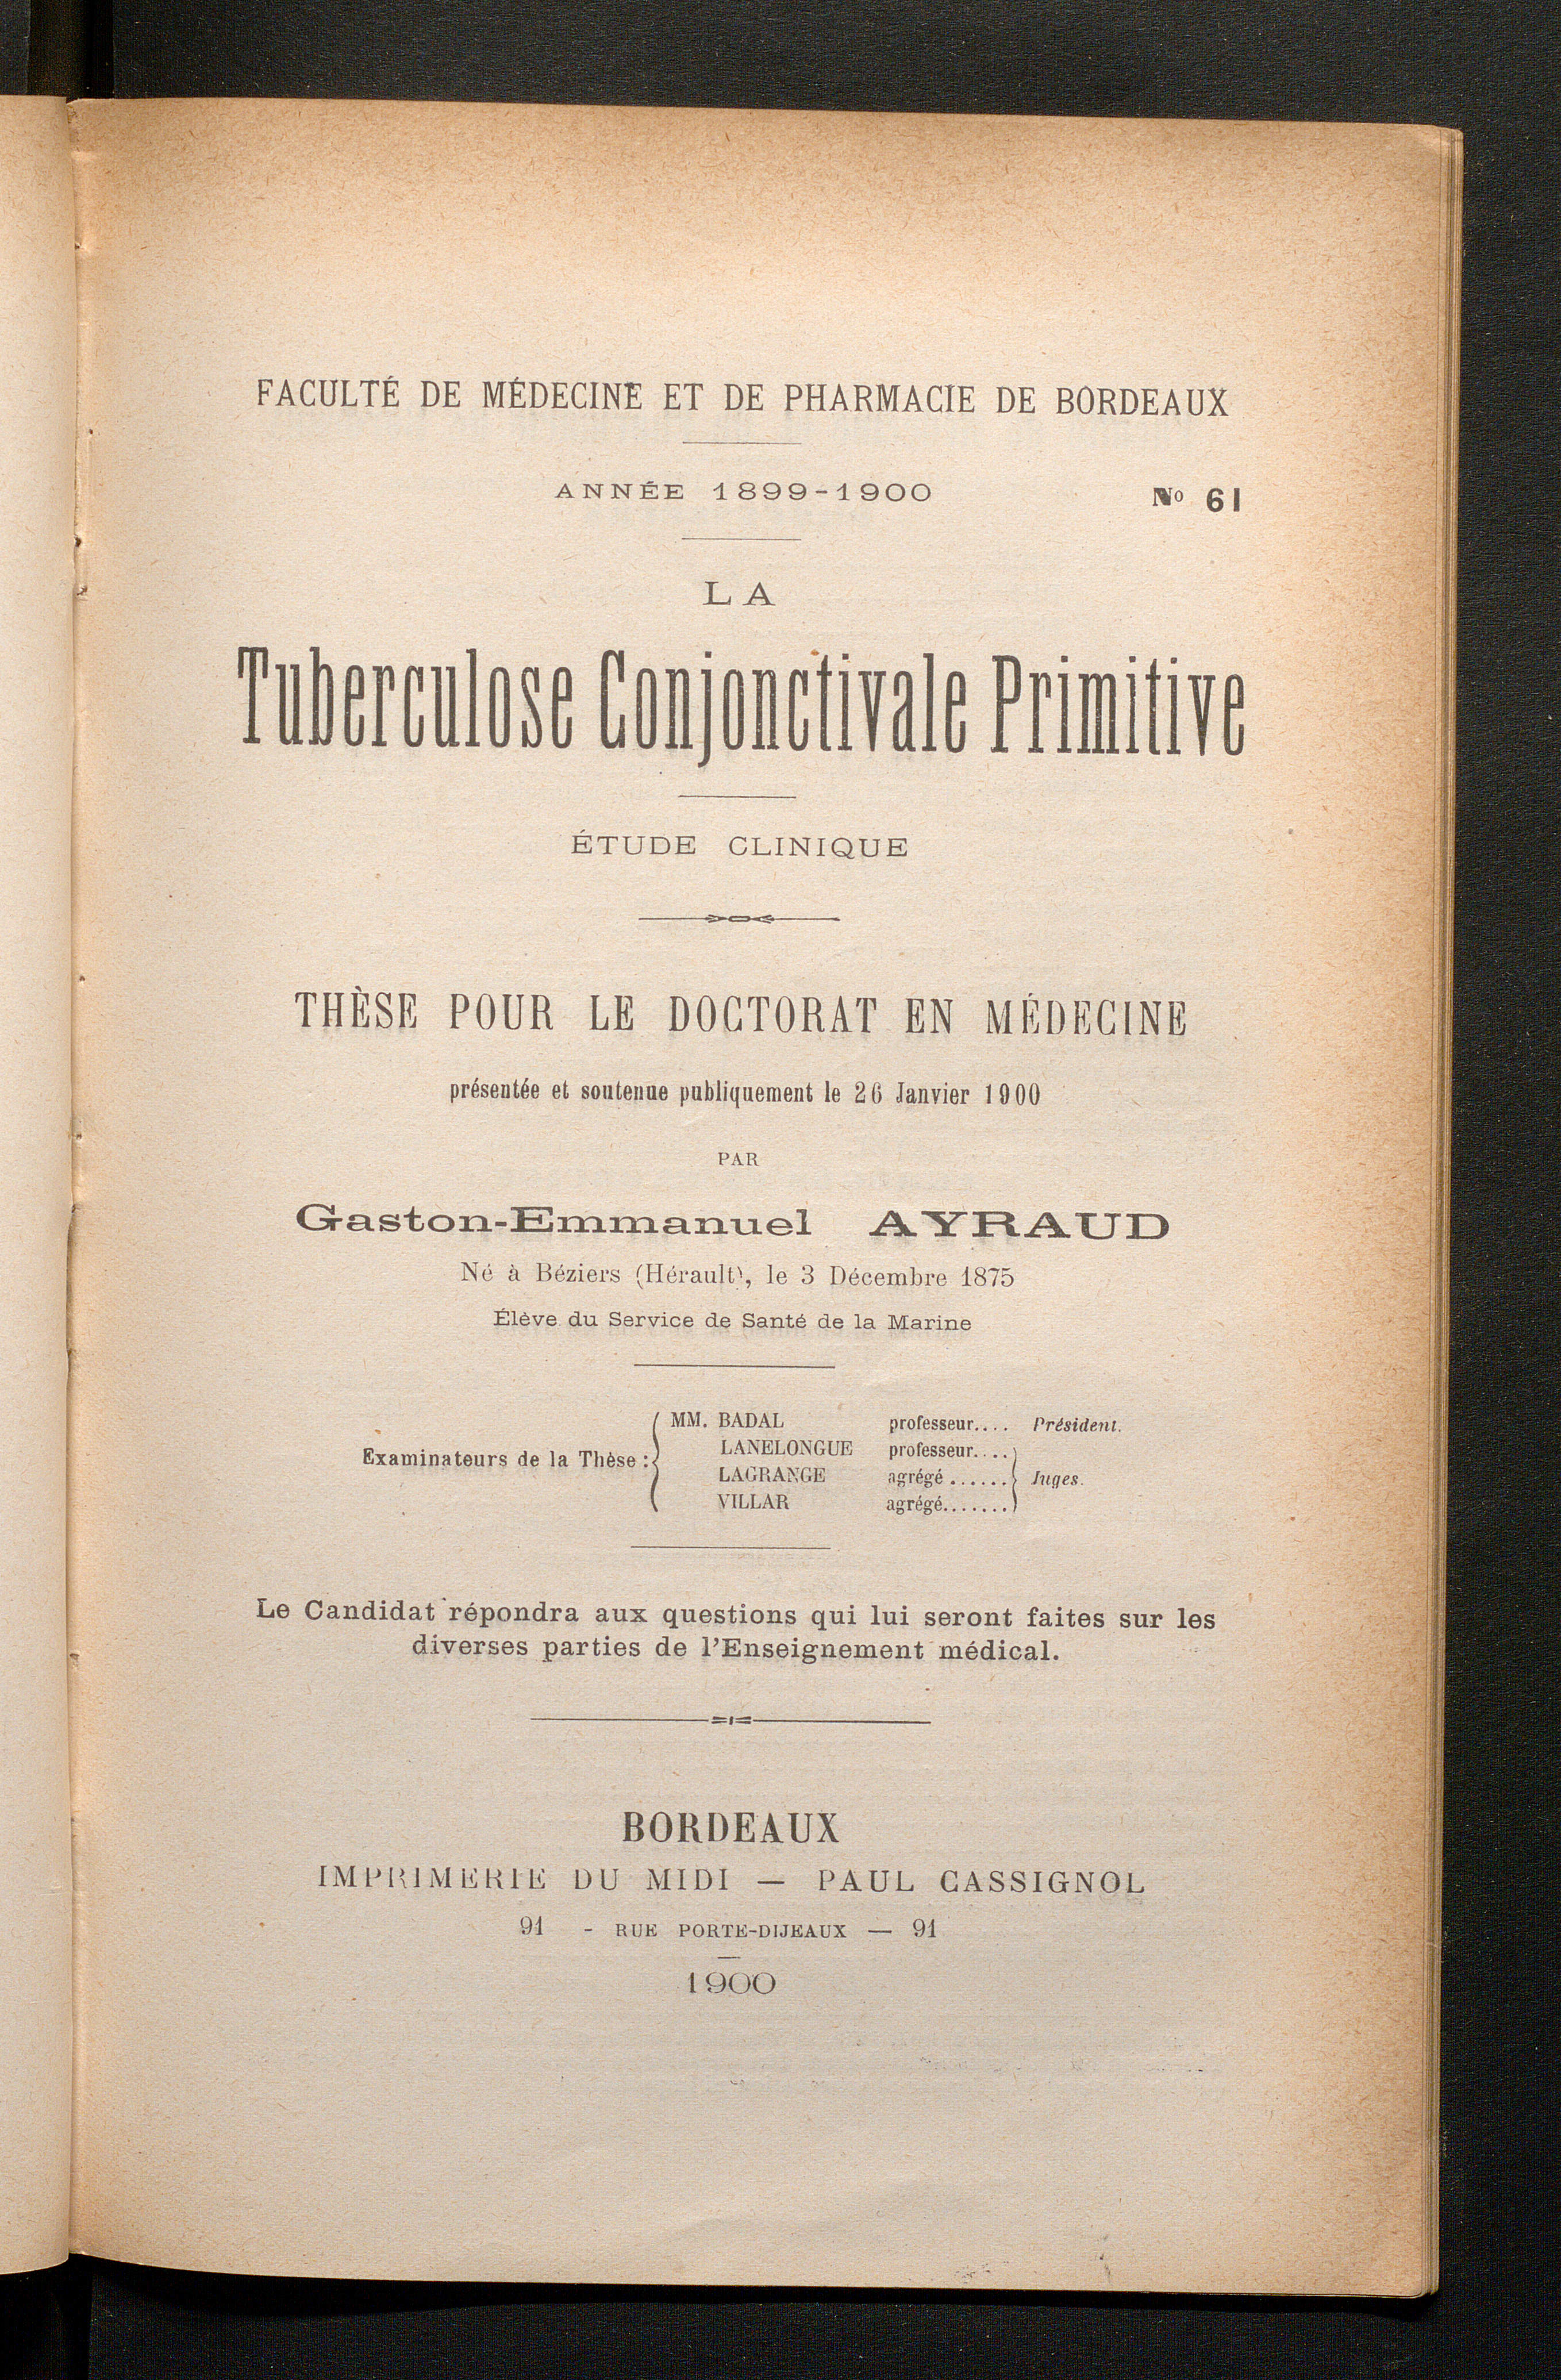 FACULTÉ DE MÉDECINE ET DE PHARMACIE DE BORDEAUX
ANNÉE 1899-1900 No 61
LA
Tuberculose Conjonctivale Primitive
ÉTUDE CLINIQUE
THÈSE POUR LE DOCTORAT EN MÉDECINE
présentée et soutenue publiquement le 26 Janvier 1900
PAR
Gaston-Emmanuel AYRAUD
Né à Béziers (Hérault), le 3 Décembre 1875
Élève du Service de Santé de la Marine
MM. BADAL professeur.... Président.
LANELONGUE professeur....
Examinateurs de la Thèse :
LAGRANGE agrégé ...... Juges.
VILLAR agrégé.......
Le Candidat répondra aux questions qui lui seront faites sur les
diverses parties de l'Enseignement médical.
BORDEAUX
IMPRIMERIE DU MIDI — PAUL CASSIGNOL
91 - RUE PORTE-DIJEAUX — 91
1900